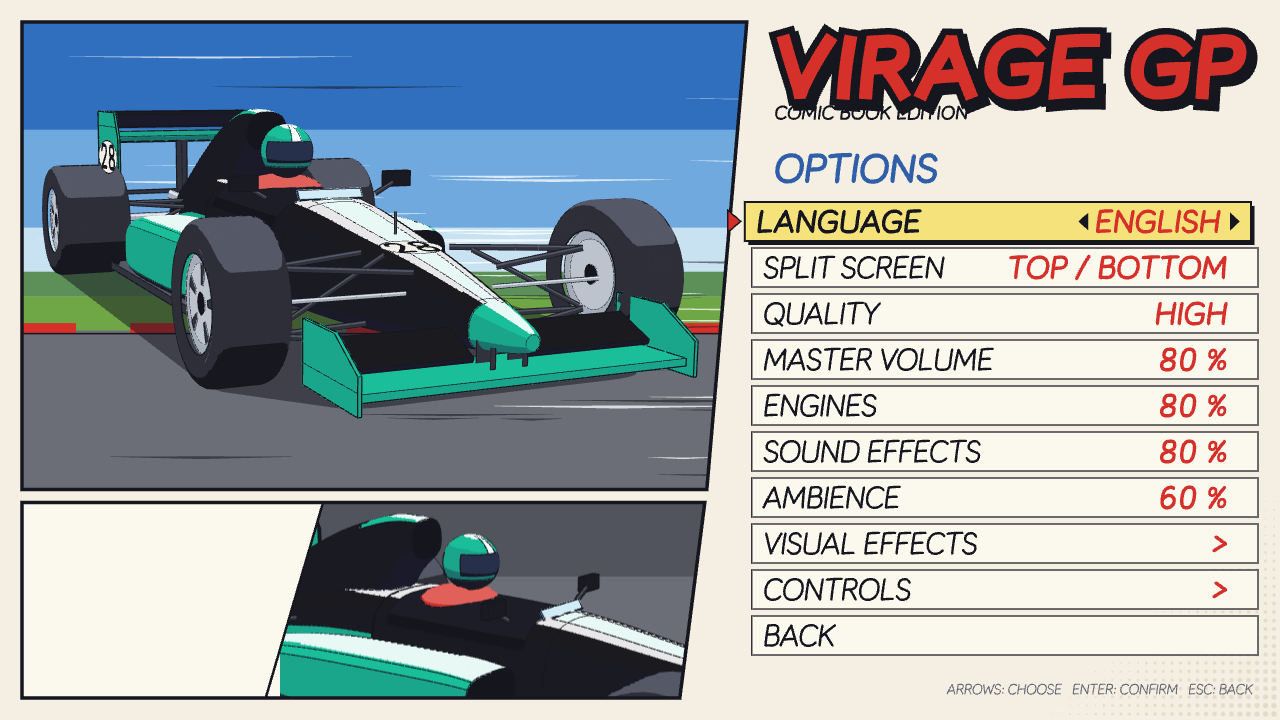 VIRAGE GP
COMIC BOOK EDITION
OPTIONS
LANGUAGE ENGLISH
SPLIT SCREEN TOP / BOTTOM
QUALITY HIGH
MASTER VOLUME 80 %
ENGINES 80 %
SOUND EFFECTS 80 %
AMBIENCE 60 %
VISUAL EFFECTS >
CONTROLS >
BACK
ARROWS: CHOOSE ENTER: CONFIRM ESC: BACK
28
28